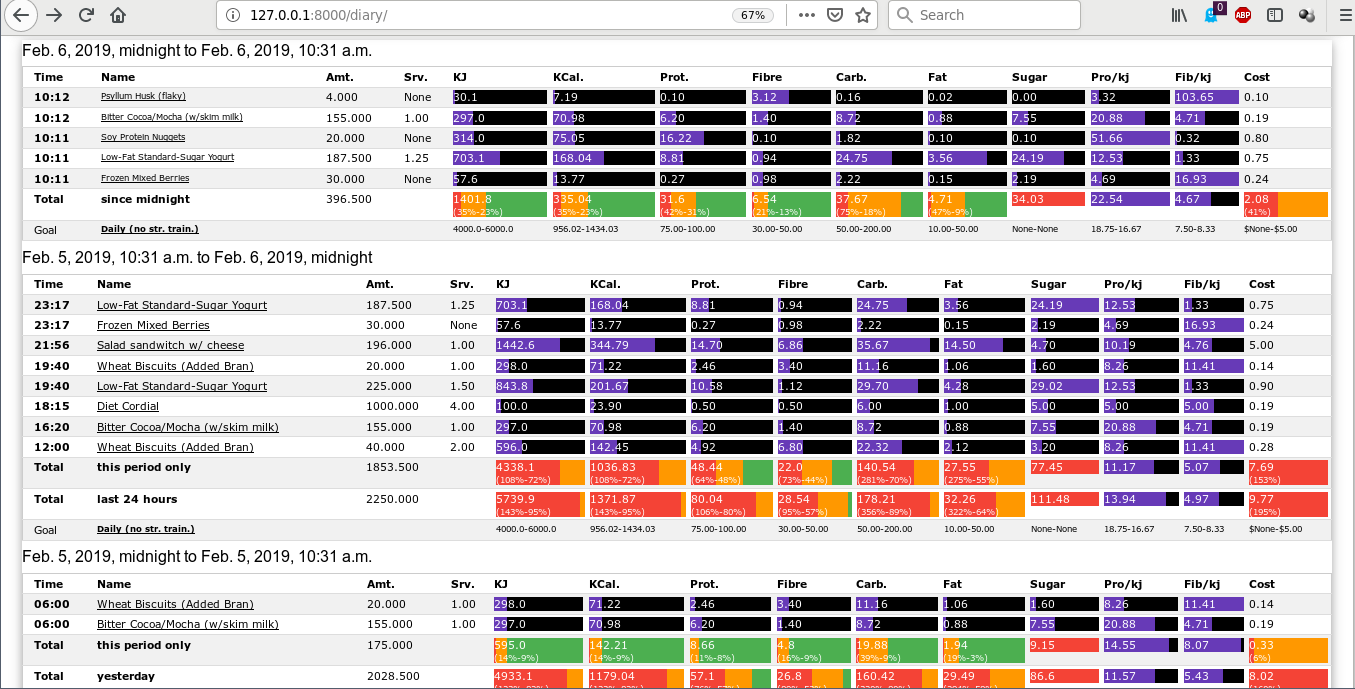 127.0.0.1:8000/diary/ 67% Search 0 ABP
Feb. 6, 2019, midnight to Feb. 6, 2019, 10:31 a.m.
Time Name Amt. Srv. KJ KCal. Prot. Fibre Carb. Fat Sugar Pro/kj Fib/kj Cost
10:12 Psyllum Husk (flaky) 4.000 None 30.1 7.19 0.10 3.12 0.16 0.02 0.00 3.32 103.65 0.10
10:12 Bitter Cocoa/Mocha (w/skim milk) 155.000 1.00 297.0 70.98 6.20 1.40 8.72 0.88 7.55 20.88 4.71 0.19
10:11 Soy Protein Nuggets 20.000 None 314.0 75.05 16.22 0.10 1.82 0.10 0.10 51.66 0.32 0.80
10:11 Low-Fat Standard-Sugar Yogurt 187.500 1.25 703.1 168.04 8.81 0.94 24.75 3.56 24.19 12.53 1.33 0.75
10:11 Frozen Mixed Berries 30.000 None 57.6 13.77 0.27 0.98 2.22 0.15 2.19 4.69 16.93 0.24
Total since midnight 396.500 1401.8 335.04 31.6 6.54 37.67 4.71 34.03 22.54 4.67 2.08
(35%-23%) (35%-23%) (42%-31%) (21%-13%) (75%-18%) (47%-9%) (41%)
Goal Daily (no str. train.) 4000.0-6000.0 956.02-1434.03 75.00-100.00 30.00-50.00 50.00-200.00 10.00-50.00 None-None 18.75-16.67 7.50-8.33 $None-$5.00
Feb. 5, 2019, 10:31 a.m. to Feb. 6, 2019, midnight
Time Name Amt. Srv. KJ KCal. Prot. Fibre Carb. Fat Sugar Pro/kj Fib/kj Cost
23:17 Low-Fat Standard-Sugar Yogurt 187.500 1.25 703.1 168.04 8.81 0.94 24.75 3.56 24.19 12.53 1.33 0.75
23:17 Frozen Mixed Berries 30.000 None 57.6 13.77 0.27 0.98 2.22 0.15 2.19 4.69 16.93 0.24
21:56 Salad sandwitch w/ cheese 196.000 1.00 1442.6 344.79 14.70 6.86 35.67 14.50 4.70 10.19 4.76 5.00
19:40 Wheat Biscuits (Added Bran) 20.000 1.00 298.0 71.22 2.46 3.40 11.16 1.06 1.60 8.26 11.41 0.14
19:40 Low-Fat Standard-Sugar Yogurt 225.000 1.50 843.8 201.67 10.58 1.12 29.70 4.28 29.02 12.53 1.33 0.90
18:15 Diet Cordial 1000.000 4.00 100.0 23.90 0.50 0.50 6.00 1.00 5.00 5.00 5.00 0.19
16:20 Bitter Cocoa/Mocha (w/skim milk) 155.000 1.00 297.0 70.98 6.20 1.40 8.72 0.88 7.55 20.88 4.71 0.19
12:00 Wheat Biscuits (Added Bran) 40.000 2.00 596.0 142.45 4.92 6.80 22.32 2.12 3.20 8.26 11.41 0.28
Total this period only 1853.500 4338.1 1036.83 48.44 22.0 140.54 27.55 77.45 11.17 5.07 7.69
(108%-72%) (108%-72%) (64%-48%) (73%-44%) (281%-70%) (275%-55%) (153%)
Total last 24 hours 2250.000 5739.9 1371.87 80.04 28.54 178.21 32.26 111.48 13.94 4.97 9.77
(143%-95%) (143%-95%) (106%-80%) (95%-57%) (356%-89%) (322%-64%) (195%)
Goal Daily (no str. train.) 4000.0-6000.0 956.02-1434.03 75.00-100.00 30.00-50.00 50.00-200.00 10.00-50.00 None-None 18.75-16.67 7.50-8.33 $None-$5.00
Feb. 5, 2019, midnight to Feb. 5, 2019, 10:31 a.m.
Time Name Amt. Srv. KJ KCal. Prot. Fibre Carb. Fat Sugar Pro/kj Fib/kj Cost
06:00 Wheat Biscuits (Added Bran) 20.000 1.00 298.0 71.22 2.46 3.40 11.16 1.06 1.60 8.26 11.41 0.14
06:00 Bitter Cocoa/Mocha (w/skim milk) 155.000 1.00 297.0 70.98 6.20 1.40 8.72 0.88 7.55 20.88 4.71 0.19
Total this period only 175.000 595.0 142.21 8.66 4.8 19.88 1.94 9.15 14.55 8.07 0.33
(14%-9%) (14%-9%) (11%-8%) (16%-9%) (39%-9%) (19%-3%) (6%)
Total yesterday 2028.500 4933.1 1179.04 57.1 26.8 160.42 29.49 86.6 11.57 5.43 8.02